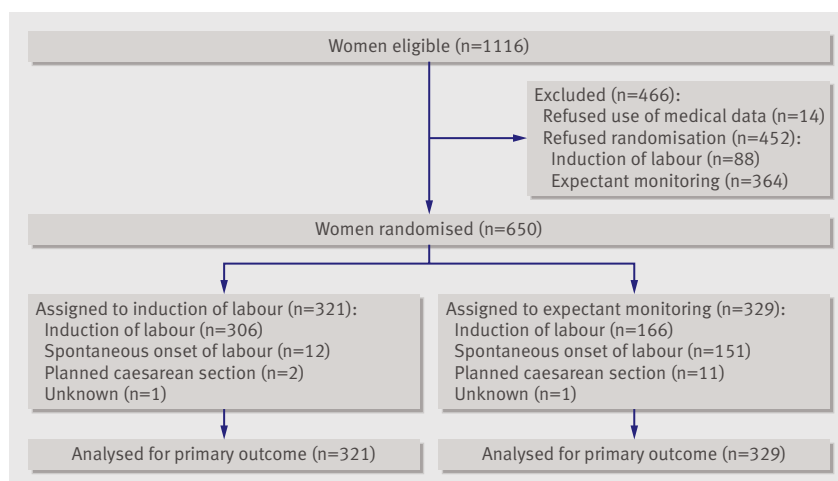 Women eligible (n=1116)
Excluded (n=466):
Refused use of medical data (n=14)
Refused randomisation (n=452):
Induction of labour (n=88)
Expectant monitoring (n=364)
Women randomised (n=650)
Assigned to induction of labour (n=321):
Induction of labour (n=306)
Spontaneous onset of labour (n=12)
Planned caesarean section (n=2)
Unknown (n=1)
Assigned to expectant monitoring (n=329):
Induction of labour (n=166)
Spontaneous onset of labour (n=151)
Planned caesarean section (n=11)
Unknown (n=1)
Analysed for primary outcome (n=321)
Analysed for primary outcome (n=329)